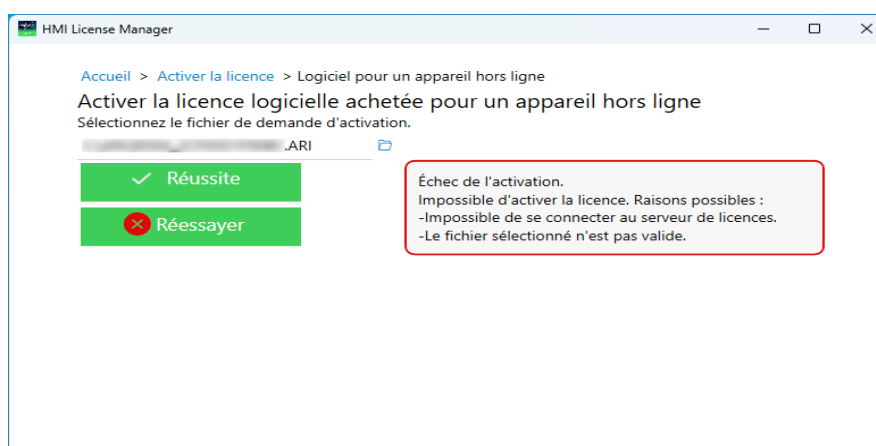 HMI License Manager
Accueil > Activer la licence > Logiciel pour un appareil hors ligne
Activer la licence logicielle achetée pour un appareil hors ligne
Sélectionnez le fichier de demande d'activation.
.ARI
Réussite
Réessayer
Échec de l'activation.
Impossible d'activer la licence. Raisons possibles :
-Impossible de se connecter au serveur de licences.
-Le fichier sélectionné n'est pas valide.